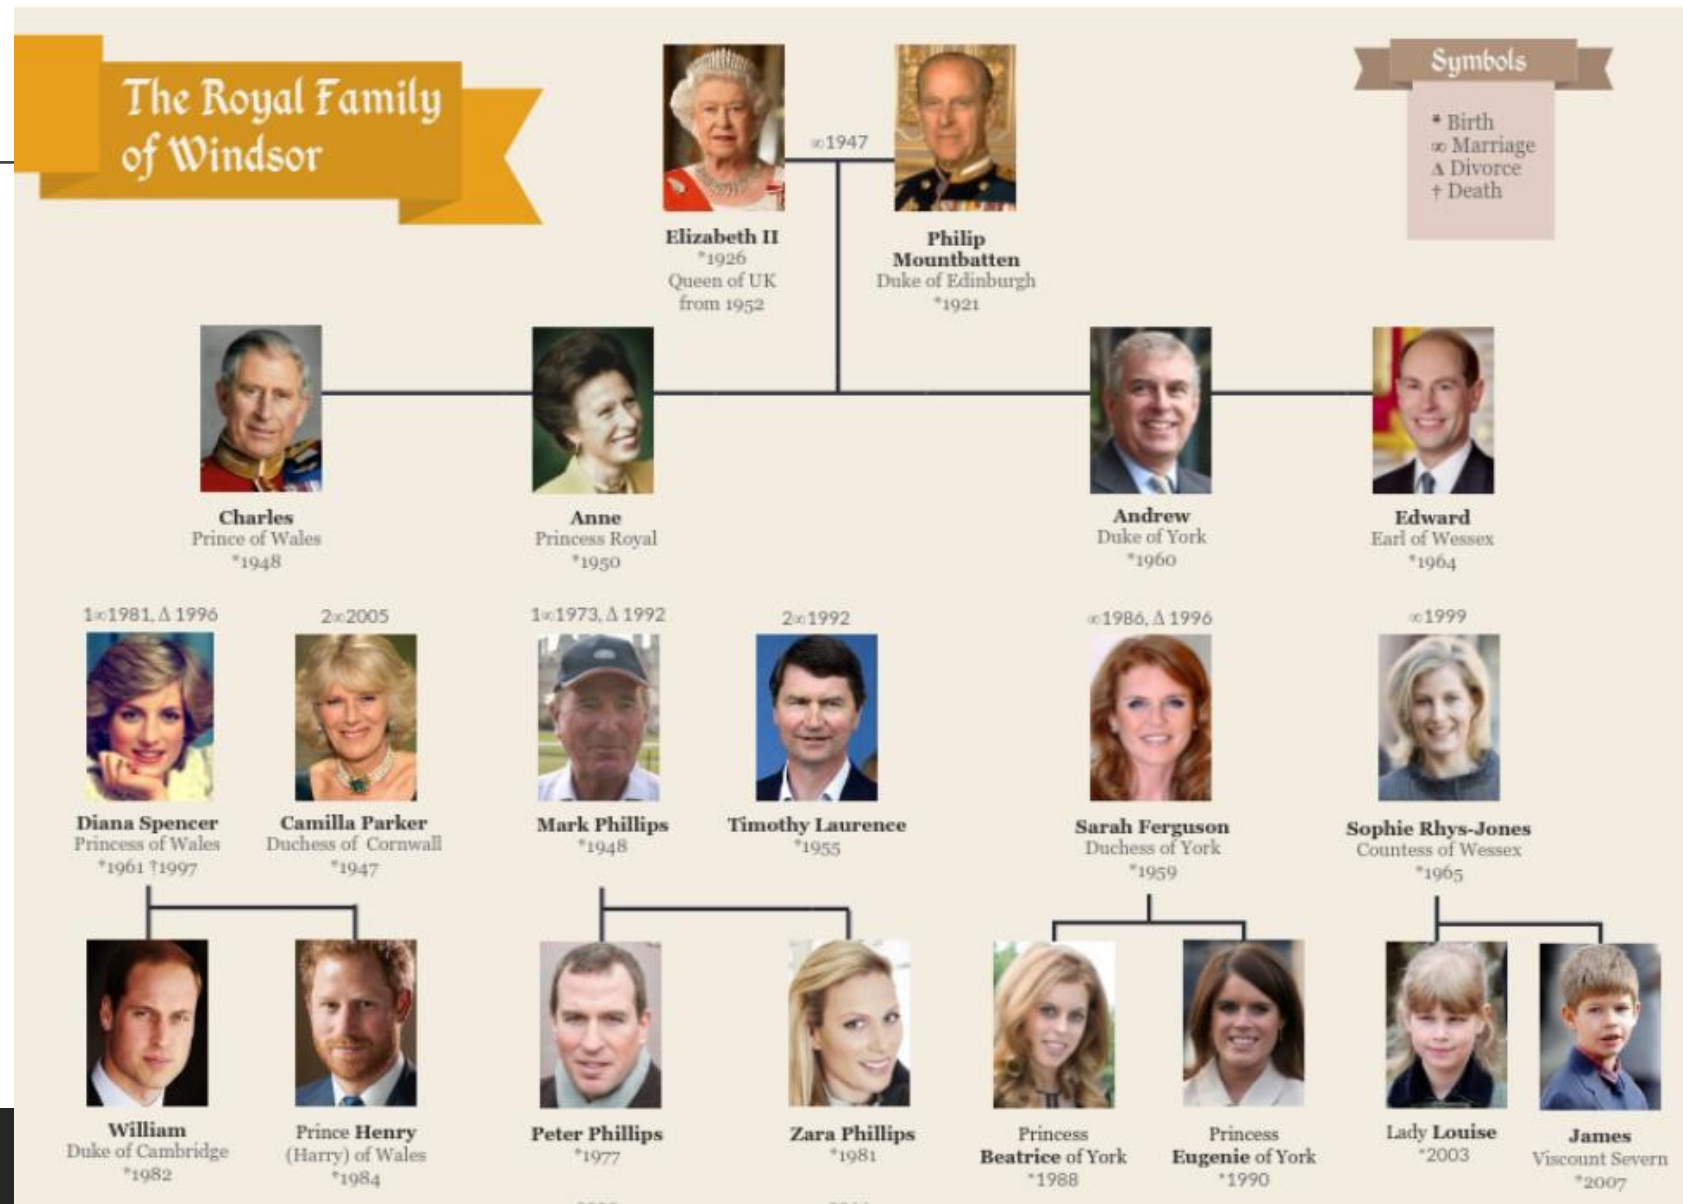 The Royal Family
of Windsor
Symbols
* Birth
∞ Marriage
Δ Divorce
† Death
∞1947
Elizabeth II
*1926
Queen of UK
from 1952
Philip
Mountbatten
Duke of Edinburgh
*1921
Charles
Prince of Wales
*1948
Anne
Princess Royal
*1950
Andrew
Duke of York
*1960
Edward
Earl of Wessex
*1964
1∞1981, Δ 1996
2∞2005
1∞1973, Δ 1992
2∞1992
∞1986, Δ 1996
∞1999
Diana Spencer
Princess of Wales
*1961 †1997
Camilla Parker
Duchess of Cornwall
*1947
Mark Phillips
*1948
Timothy Laurence
*1955
Sarah Ferguson
Duchess of York
*1959
Sophie Rhys-Jones
Countess of Wessex
*1965
William
Duke of Cambridge
*1982
Prince Henry
(Harry) of Wales
*1984
Peter Phillips
*1977
Zara Phillips
*1981
Princess
Beatrice of York
*1988
Princess
Eugenie of York
*1990
Lady Louise
*2003
James
Viscount Severn
*2007